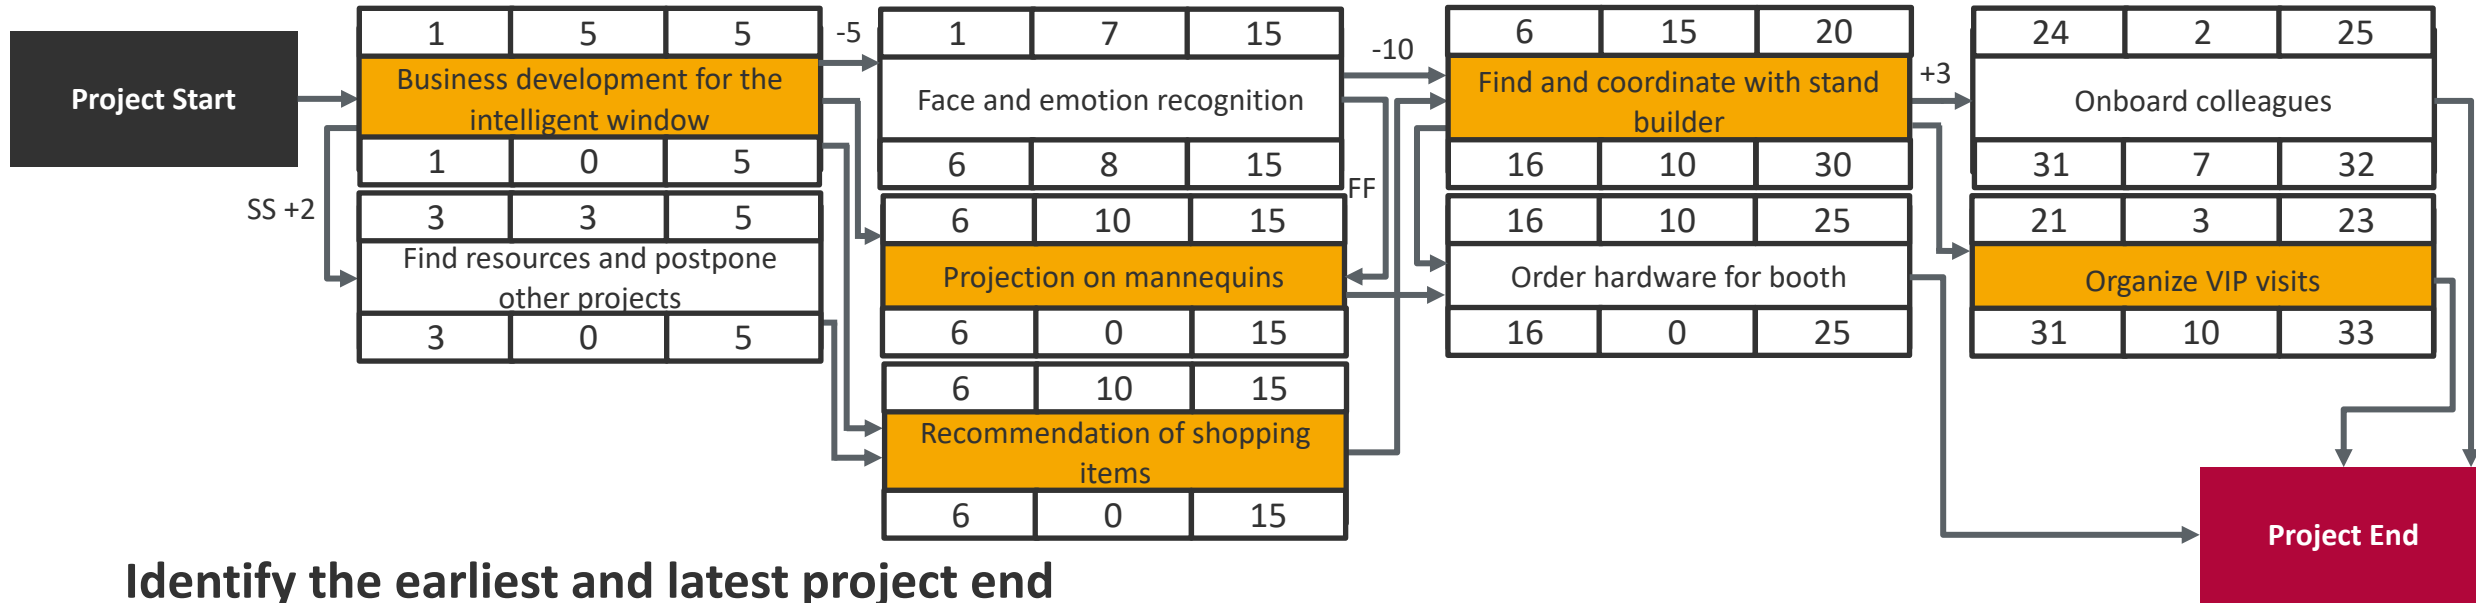 Project Start
1 5 5
Business development for the
intelligent window
1 0 5
SS +2
3 3 5
Find resources and postpone
other projects
3 0 5
-5
1 7 15
Face and emotion recognition
6 8 15
FF
6 10 15
Projection on mannequins
6 0 15
6 10 15
Recommendation of shopping
items
6 0 15
-10
6 15 20
Find and coordinate with stand
builder
16 10 30
16 10 25
Order hardware for booth
16 0 25
+3
24 2 25
Onboard colleagues
31 7 32
21 3 23
Organize VIP visits
31 10 33
Project End
Identify the earliest and latest project end